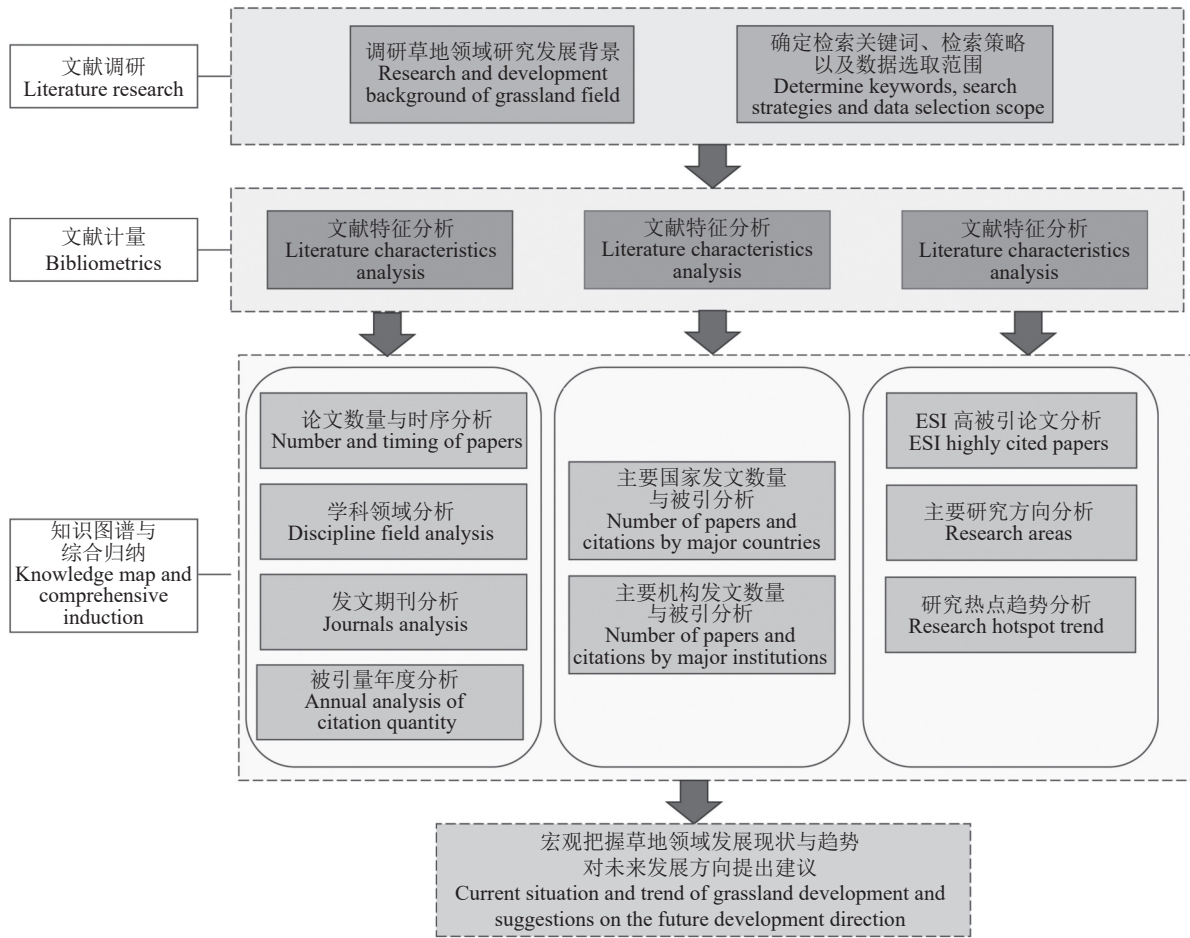 文献调研
Literature research
调研草地领域研究发展背景
Research and development
background of grassland field
确定检索关键词、检索策略
以及数据选取范围
Determine keywords, search
strategies and data selection scope
文献计量
Bibliometrics
文献特征分析
Literature characteristics
analysis
文献特征分析
Literature characteristics
analysis
文献特征分析
Literature characteristics
analysis
知识图谱与
综合归纳
Knowledge map and
comprehensive
induction
论文数量与时序分析
Number and timing of papers
学科领域分析
Discipline field analysis
发文期刊分析
Journals analysis
被引量年度分析
Annual analysis of
citation quantity
主要国家发文数量
与被引分析
Number of papers and
citations by major countries
主要机构发文数量
与被引分析
Number of papers and
citations by major institutions
ESI 高被引论文分析
ESI highly cited papers
主要研究方向分析
Research areas
研究热点趋势分析
Research hotspot trend
宏观把握草地领域发展现状与趋势
对未来发展方向提出建议
Current situation and trend of grassland development and
suggestions on the future development direction